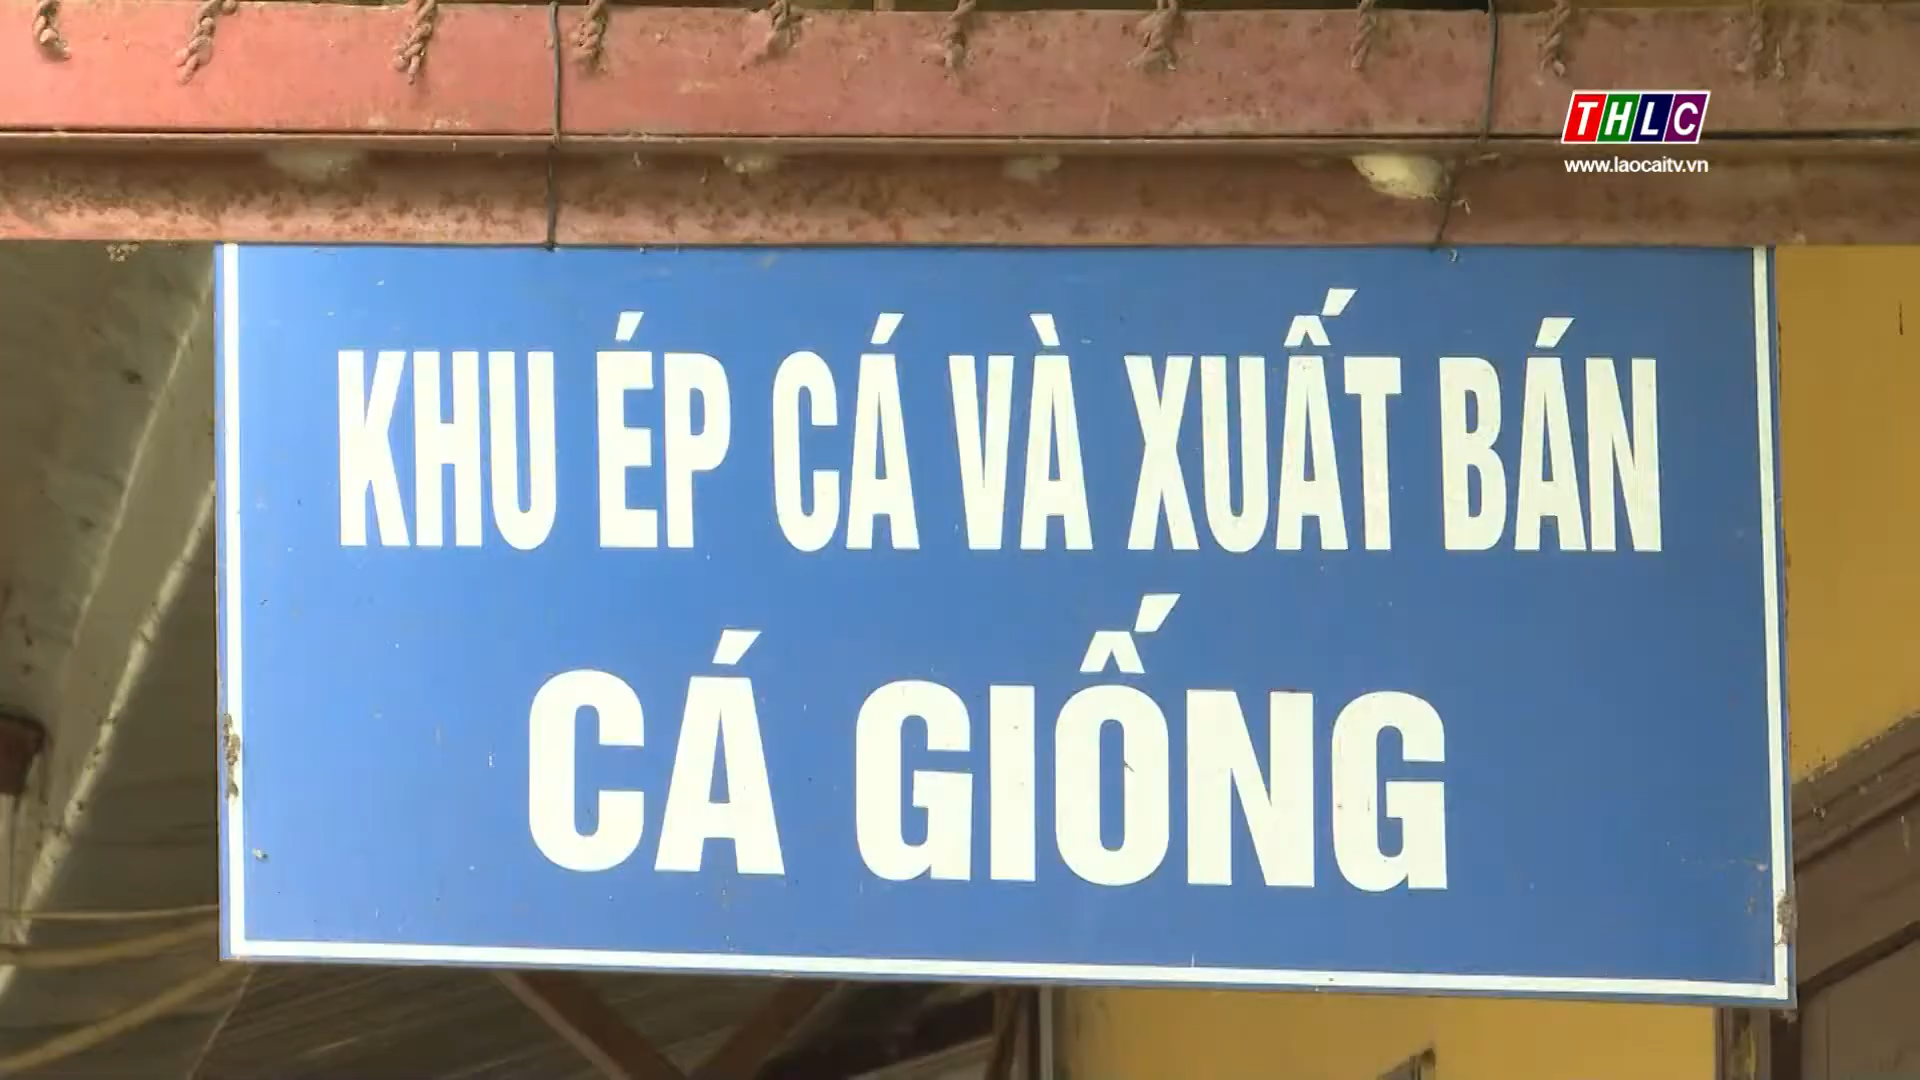 THLC
www.laocaitv.vn
KHU ÉP CÁ VÀ XUẤT BÁN
CÁ GIỐNG